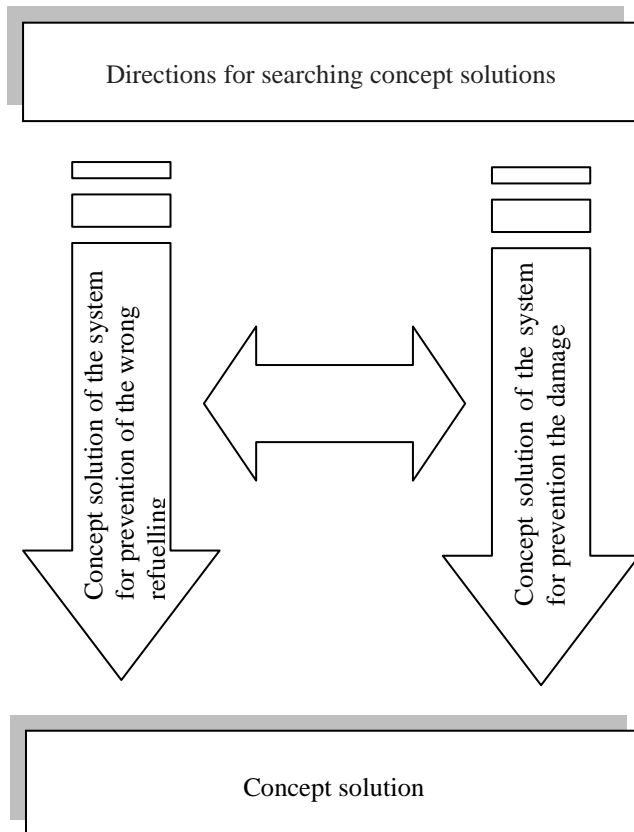 Directions for searching concept solutions
Concept solution of the system
for prevention of the wrong
refuelling
Concept solution of the system
for prevention the damage
Concept solution